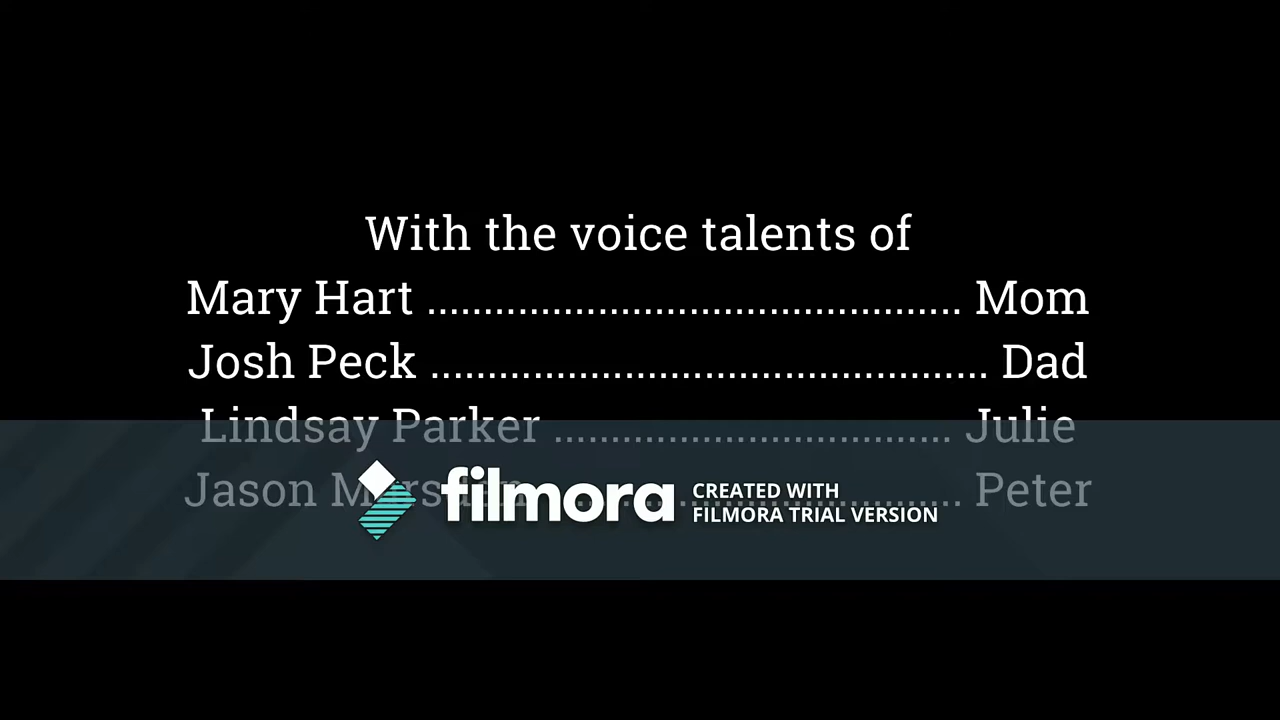 With the voice talents of
Mary Hart ............................................... Mom
Josh Peck ................................................. Dad
Lindsay Parker ................................... Julie
Jason ............................... Peter
filmora
CREATED WITH
FILMORA TRIAL VERSION